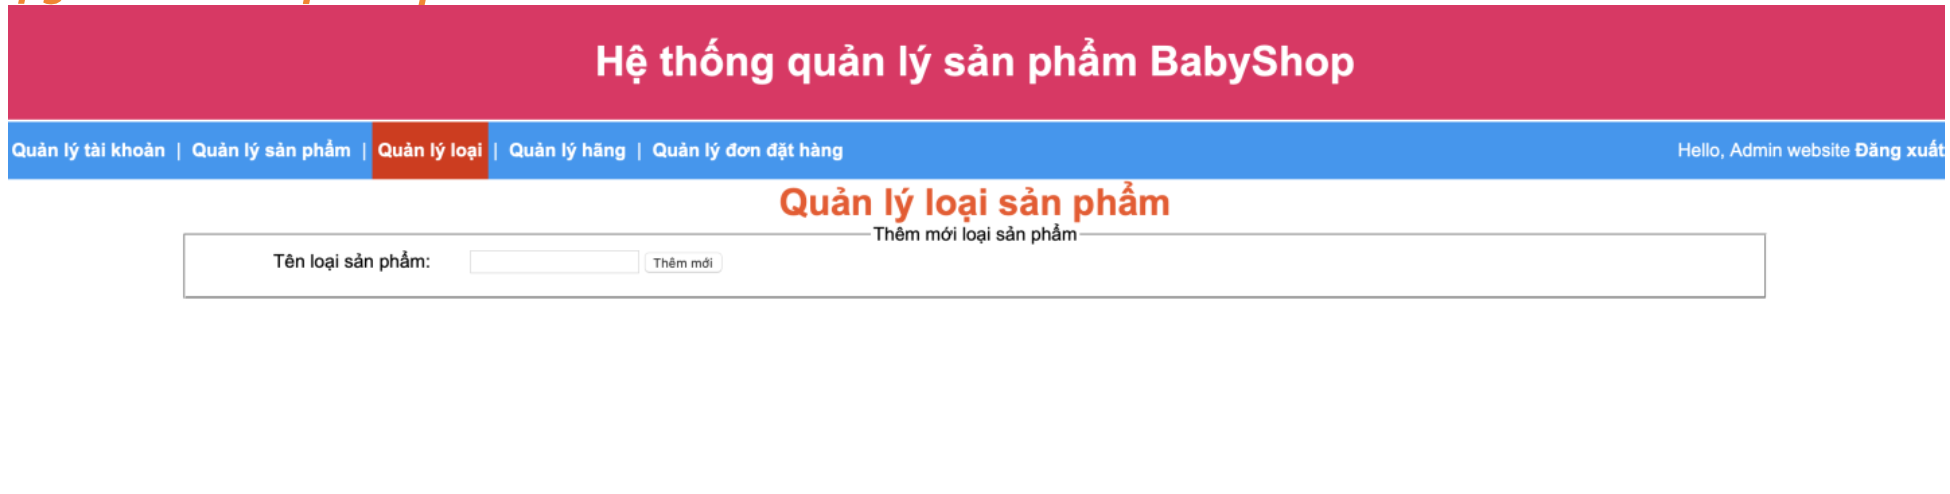 Hệ thống quản lý sản phẩm BabyShop
Quản lý tài khoản | Quản lý sản phẩm | Quản lý loại | Quản lý hãng | Quản lý đơn đặt hàng Hello, Admin website Đăng xuất
Quản lý loại sản phẩm
Thêm mới loại sản phẩm
Tên loại sản phẩm: Thêm mới